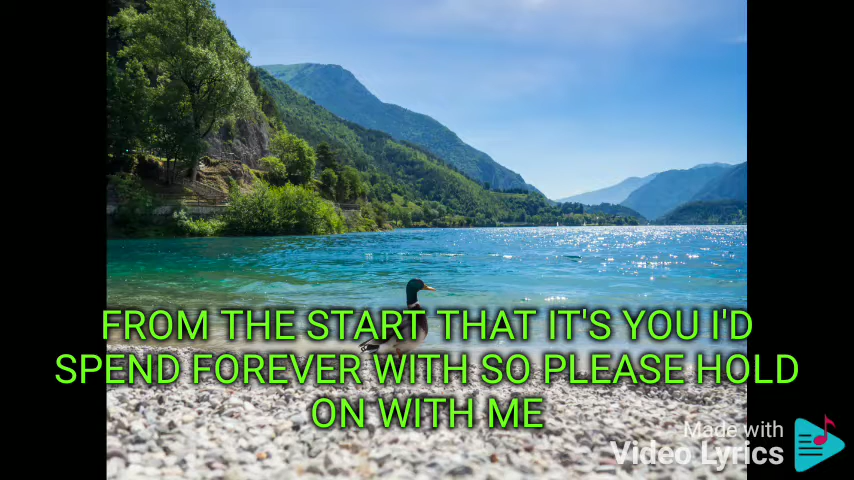 FROM THE START THAT IT'S YOU I'D
SPEND FOREVER WITH SO PLEASE HOLD
ON WITH ME
Made with
Video Lyrics